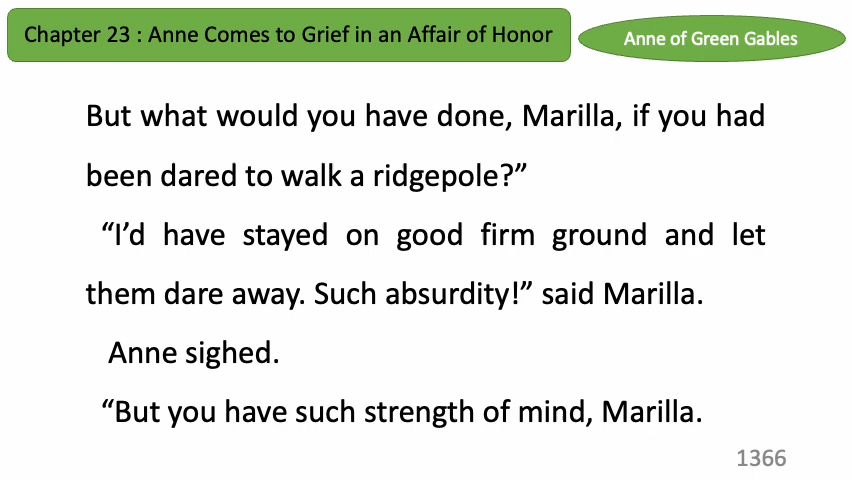 Chapter 23 : Anne Comes to Grief in an Affair of Honor
Anne of Green Gables
But what would you have done, Marilla, if you had
been dared to walk a ridgepole?”
“I’d have stayed on good firm ground and let
them dare away. Such absurdity!” said Marilla.
Anne sighed.
“But you have such strength of mind, Marilla.
1366